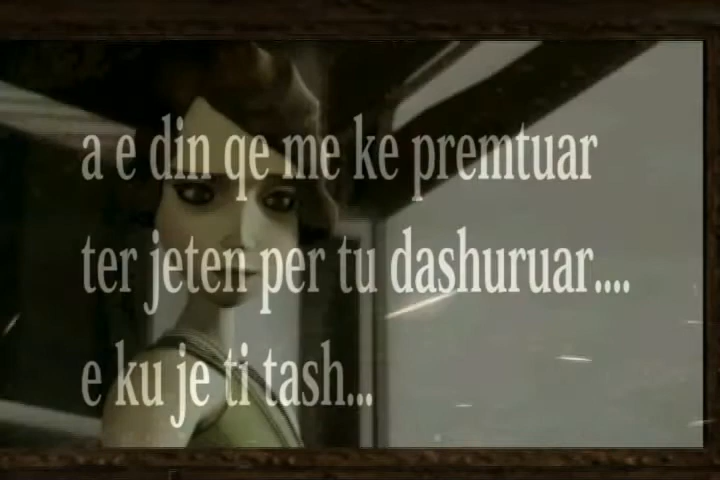 a e din qe me ke premtuar
ter jeten per tu dashuruar....
e ku je ti tash...